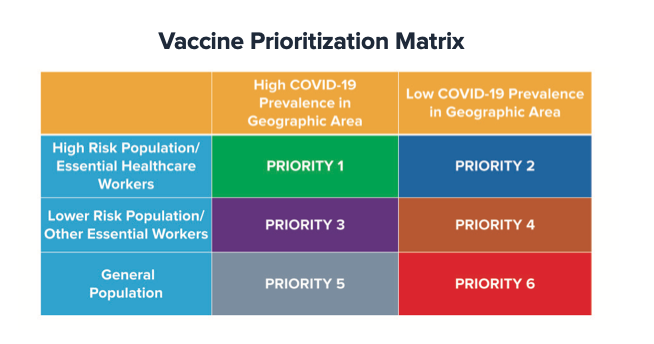 Vaccine Prioritization Matrix
High COVID-19
Prevalence in
Geographic Area
Low COVID-19 Prevalence
in Geographic Area
High Risk Population/
Essential Healthcare
Workers
PRIORITY 1
PRIORITY 2
Lower Risk Population/
Other Essential Workers
PRIORITY 3
PRIORITY 4
General
Population
PRIORITY 5
PRIORITY 6